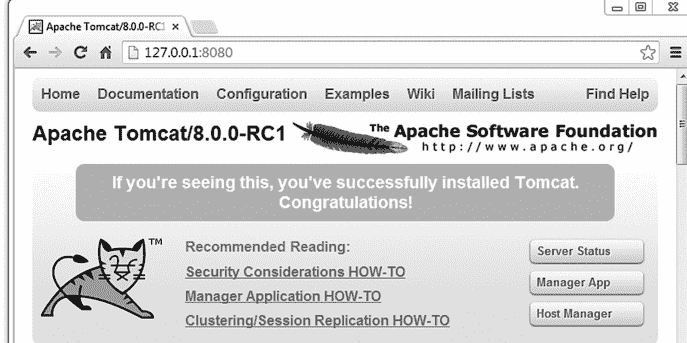 Apache Tomcat/8.0.0-RC1
127.0.0.1:8080
Home Documentation Configuration Examples Wiki Mailing Lists Find Help
Apache Tomcat/8.0.0-RC1
The Apache Software Foundation
http://www.apache.org/
If you're seeing this, you've successfully installed Tomcat.
Congratulations!
TM
Recommended Reading:
Security Considerations HOW-TO
Manager Application HOW-TO
Clustering/Session Replication HOW-TO
Server Status
Manager App
Host Manager